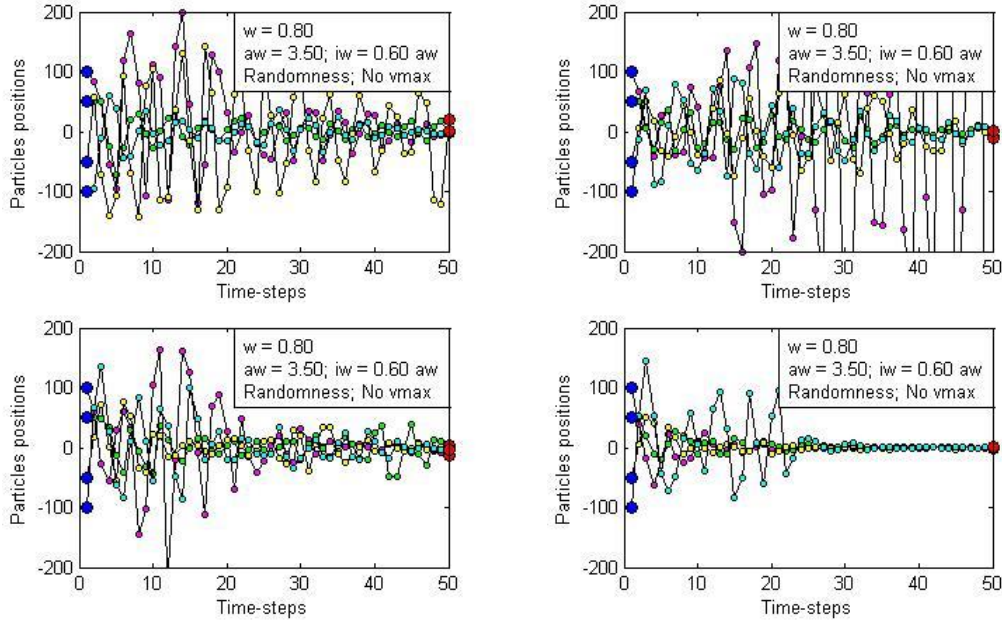 200
100
0
-100
-200
Particles positions
w = 0.80
aw = 3.50; iw = 0.60 aw
Randomness; No vmax
0 10 20 30 40 50
Time-steps
200
100
0
-100
-200
Particles positions
w = 0.80
aw = 3.50; iw = 0.60 aw
Randomness; No vmax
0 10 20 30 40 50
Time-steps
200
100
0
-100
-200
Particles positions
w = 0.80
aw = 3.50; iw = 0.60 aw
Randomness; No vmax
0 10 20 30 40 50
Time-steps
200
100
0
-100
-200
Particles positions
w = 0.80
aw = 3.50; iw = 0.60 aw
Randomness; No vmax
0 10 20 30 40 50
Time-steps